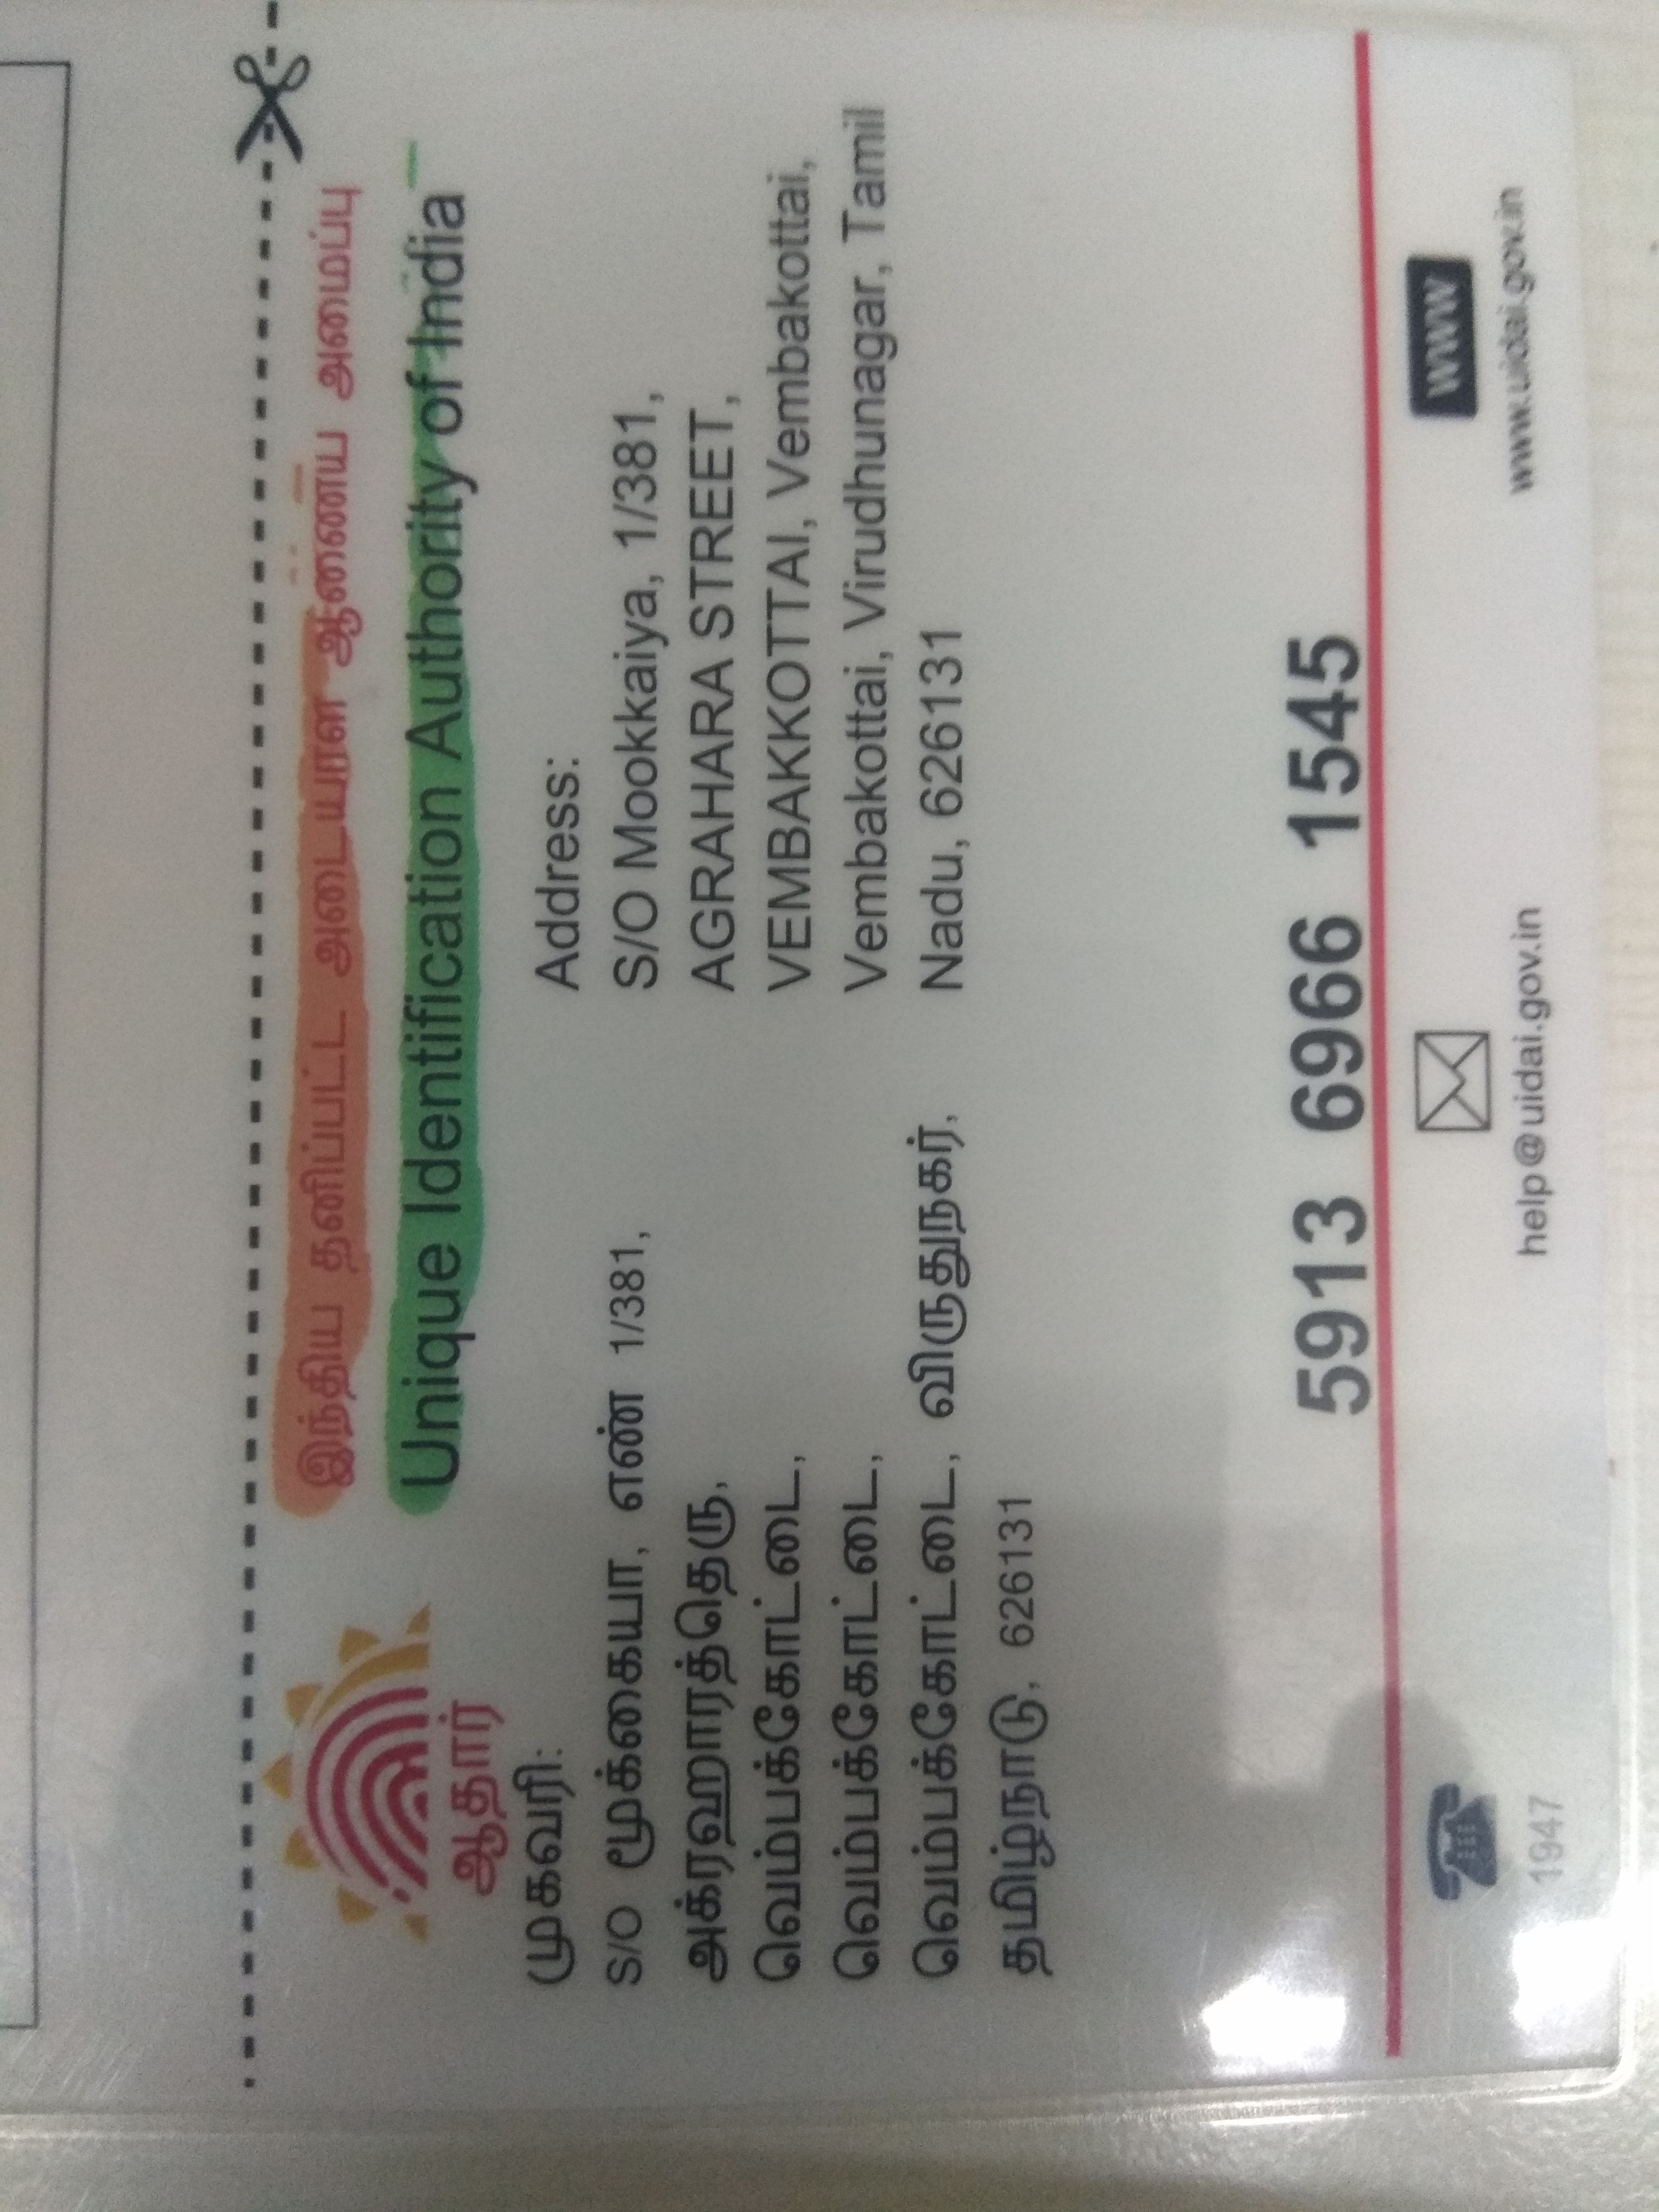 இந்திய தனிப்பட்ட அடையாள ஆணைய அமைப்பு
Unique Identification Authority of India
ஆதார்
முகவரி:
S/O மூக்கையா, எண் 1/381,
அக்ரஹாரத்தெரு,
வெம்பக்கோட்டை,
வெம்பக்கோட்டை,
வெம்பக்கோட்டை, விருதுநகர்,
தமிழ்நாடு, 626131
Address:
S/O Mookkaiya, 1/381,
AGRAHARA STREET,
VEMBAKKOTTAI, Vembakottai,
Vembakottai, Virudhunagar, Tamil
Nadu, 626131
5913 6966 1545
1947
help@uidai.gov.in
WWW
www.uidai.gov.in